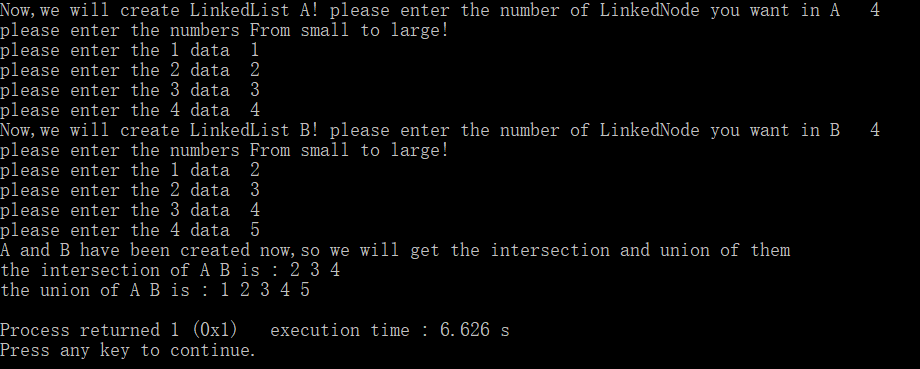 Now,we will create LinkedList A! please enter the number of LinkedNode you want in A   4
please enter the numbers From small to large!
please enter the 1 data  1
please enter the 2 data  2
please enter the 3 data  3
please enter the 4 data  4
Now,we will create LinkedList B! please enter the number of LinkedNode you want in B   4
please enter the numbers From small to large!
please enter the 1 data  2
please enter the 2 data  3
please enter the 3 data  4
please enter the 4 data  5
A and B have been created now,so we will get the intersection and union of them
the intersection of A B is : 2 3 4
the union of A B is : 1 2 3 4 5
Process returned 1 (0x1)   execution time : 6.626 s
Press any key to continue.